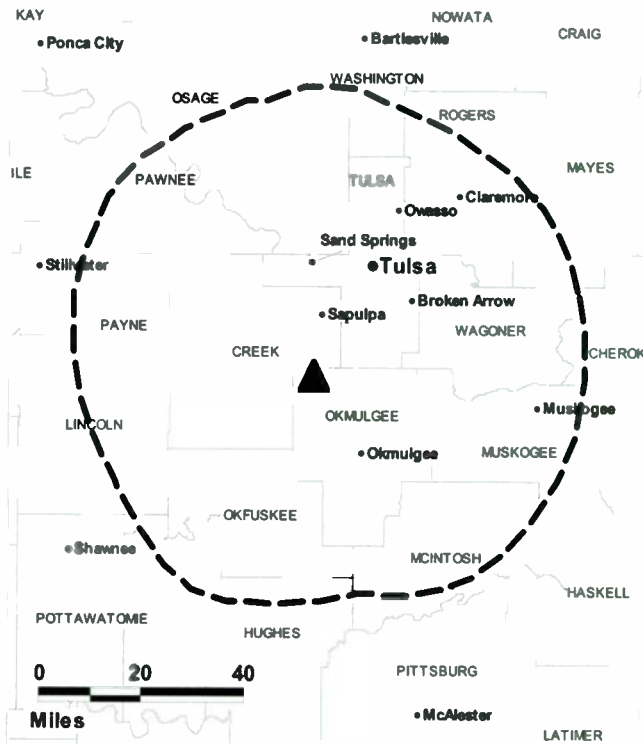 KAY
NOWATA
Ponca City
Bartlesville
CRAIG
WASHINGTON
OSAGE
ROGERS
MAYES
PAWNEE
TULSA
Claremore
Owasso
Sand Springs
Stillwater
Tulsa
Broken Arrow
Sapulpa
PAYNE
WAGONER
CREEK
CHEROK
Muskogee
OKMULGEE
LINCOLN
Okmulgee
MUSKOGEE
OKFUSKEE
Shawnee
MCINTOSH
HASKELL
POTTAWATOMIE
HUGHES
0 20 40
Miles
PITTSBURG
McAlester
LATIMER